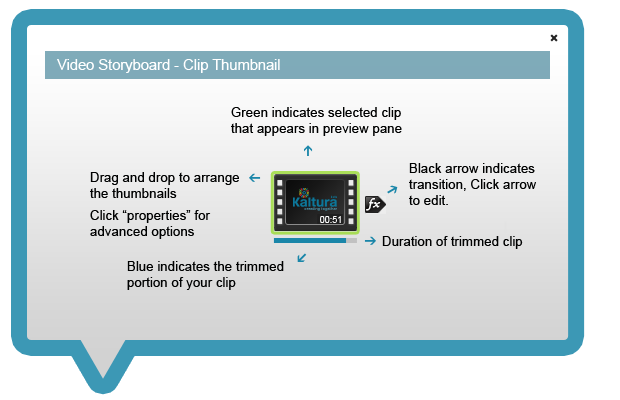 ×
Video Storyboard - Clip Thumbnail
Green indicates selected clip
that appears in preview pane
Drag and drop to arrange
the thumbnails
Click “properties” for
advanced options
Kaltura
00:51
fx
Black arrow indicates
transition, Click arrow
to edit.
Duration of trimmed clip
Blue indicates the trimmed
portion of your clip